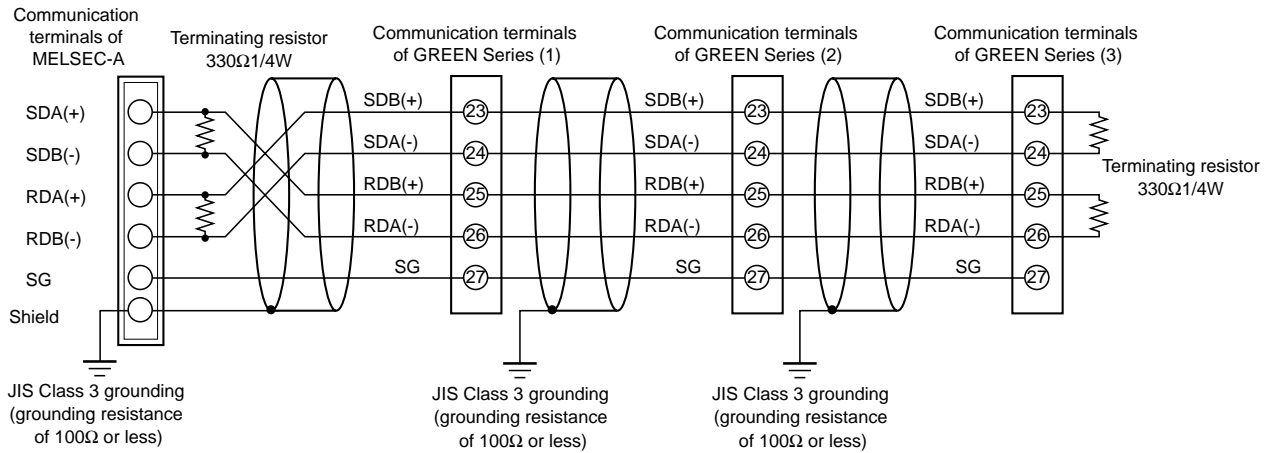 Communication
terminals of
MELSEC-A
Terminating resistor
330Ω1/4W
Communication terminals
of GREEN Series (1)
Communication terminals
of GREEN Series (2)
Communication terminals
of GREEN Series (3)
SDA(+)
SDB(-)
RDA(+)
RDB(-)
SG
Shield
SDB(+)
SDA(-)
RDB(+)
RDA(-)
SG
23
24
25
26
27
SDB(+)
SDA(-)
RDB(+)
RDA(-)
SG
23
24
25
26
27
SDB(+)
SDA(-)
RDB(+)
RDA(-)
SG
23
24
25
26
27
Terminating resistor
330Ω1/4W
JIS Class 3 grounding
(grounding resistance
of 100Ω or less)
JIS Class 3 grounding
(grounding resistance
of 100Ω or less)
JIS Class 3 grounding
(grounding resistance
of 100Ω or less)